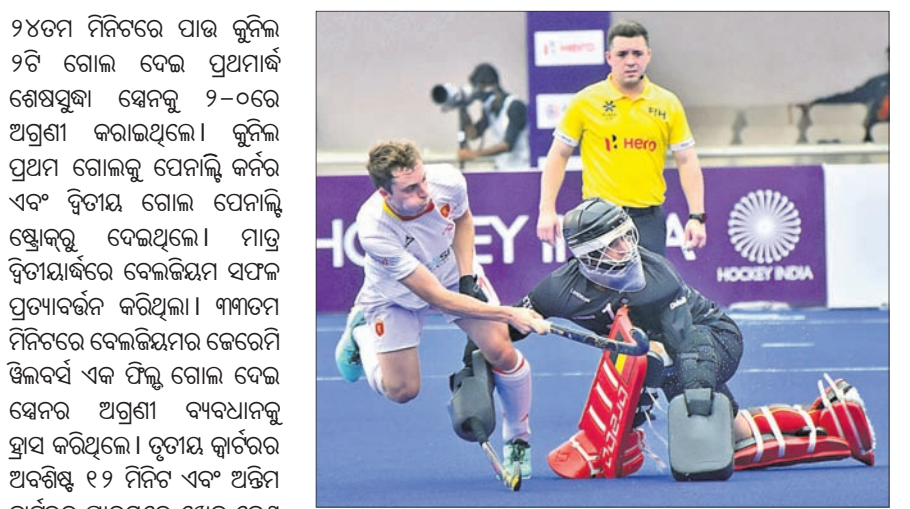 ୨୪ତମ ମିନିଟରେ ପାଉ କୁନିଲ
୨ଟି ଗୋଲ ଦେଇ ପ୍ରଥମାର୍ଦ୍ଧ
ଶେଷସୁଦ୍ଧା ସ୍ପେନକୁ ୨–୦ରେ
ଅଗ୍ରଣୀ କରାଇଥିଲେ। କୁନିଲ
ପ୍ରଥମ ଗୋଲକୁ ପେନାଲ୍ଟି କର୍ନର
ଏବଂ ଦ୍ୱିତୀୟ ଗୋଲ ପେନାଲ୍ଟି
ଷ୍ଟ୍ରୋକ୍‌ରୁ ଦେଇଥିଲେ। ମାତ୍ର
ଦ୍ୱିତୀୟାର୍ଦ୍ଧରେ ବେଲଜିୟମ ସଫଳ
ପ୍ରତ୍ୟାବର୍ତ୍ତନ କରିଥିଲା। ୩୩ତମ
ମିନିଟରେ ବେଲଜିୟମର ଜେରେମି
ୱିଲବର୍ସ ଏକ ଫିଲ୍ଡ ଗୋଲ ଦେଇ
ସ୍ପେନର ଅଗ୍ରଣୀ ବ୍ୟବଧାନକୁ
ହ୍ରାସ କରିଥିଲେ। ତୃତୀୟ କ୍ୱାର୍ଟରର
ଅବଶିଷ୍ଟ ୧୨ ମିନିଟ ଏବଂ ଅନ୍ତିମ
Hero
FIH
Hero
HOCKEY INDIA
HOCKEY INDIA